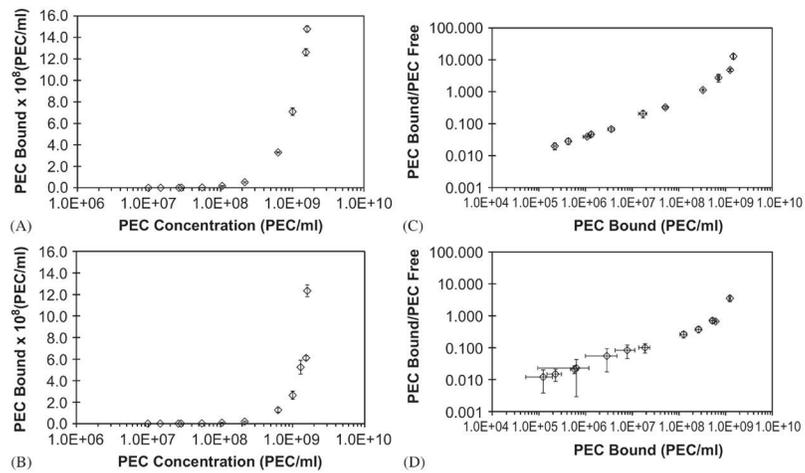 16.0
14.0
12.0
10.0
8.0
6.0
4.0
2.0
0.0
PEC Bound x 10⁸(PEC/ml)
1.0E+06 1.0E+07 1.0E+08 1.0E+09 1.0E+10
(A) PEC Concentration (PEC/ml)
100.000
10.000
1.000
0.100
0.010
0.001
PEC Bound/PEC Free
1.0E+04 1.0E+05 1.0E+06 1.0E+07 1.0E+08 1.0E+09 1.0E+10
(C) PEC Bound (PEC/ml)
16.0
14.0
12.0
10.0
8.0
6.0
4.0
2.0
0.0
PEC Bound x 10⁸(PEC/ml)
1.0E+06 1.0E+07 1.0E+08 1.0E+09 1.0E+10
(B) PEC Concentration (PEC/ml)
100.000
10.000
1.000
0.100
0.010
0.001
PEC Bound/PEC Free
1.0E+04 1.0E+05 1.0E+06 1.0E+07 1.0E+08 1.0E+09 1.0E+10
(D) PEC Bound (PEC/ml)